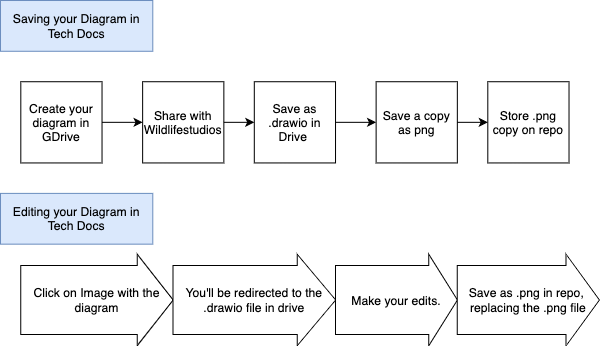 Saving your Diagram in
Tech Docs
Create your
diagram in
GDrive
Share with
Wildlifestudios
Save as
.drawio in
Drive
Save a copy
as png
Store .png
copy on repo
Editing your Diagram in
Tech Docs
Click on Image with the
diagram
You'll be redirected to the
.drawio file in drive
Make your edits.
Save as .png in repo,
replacing the .png file